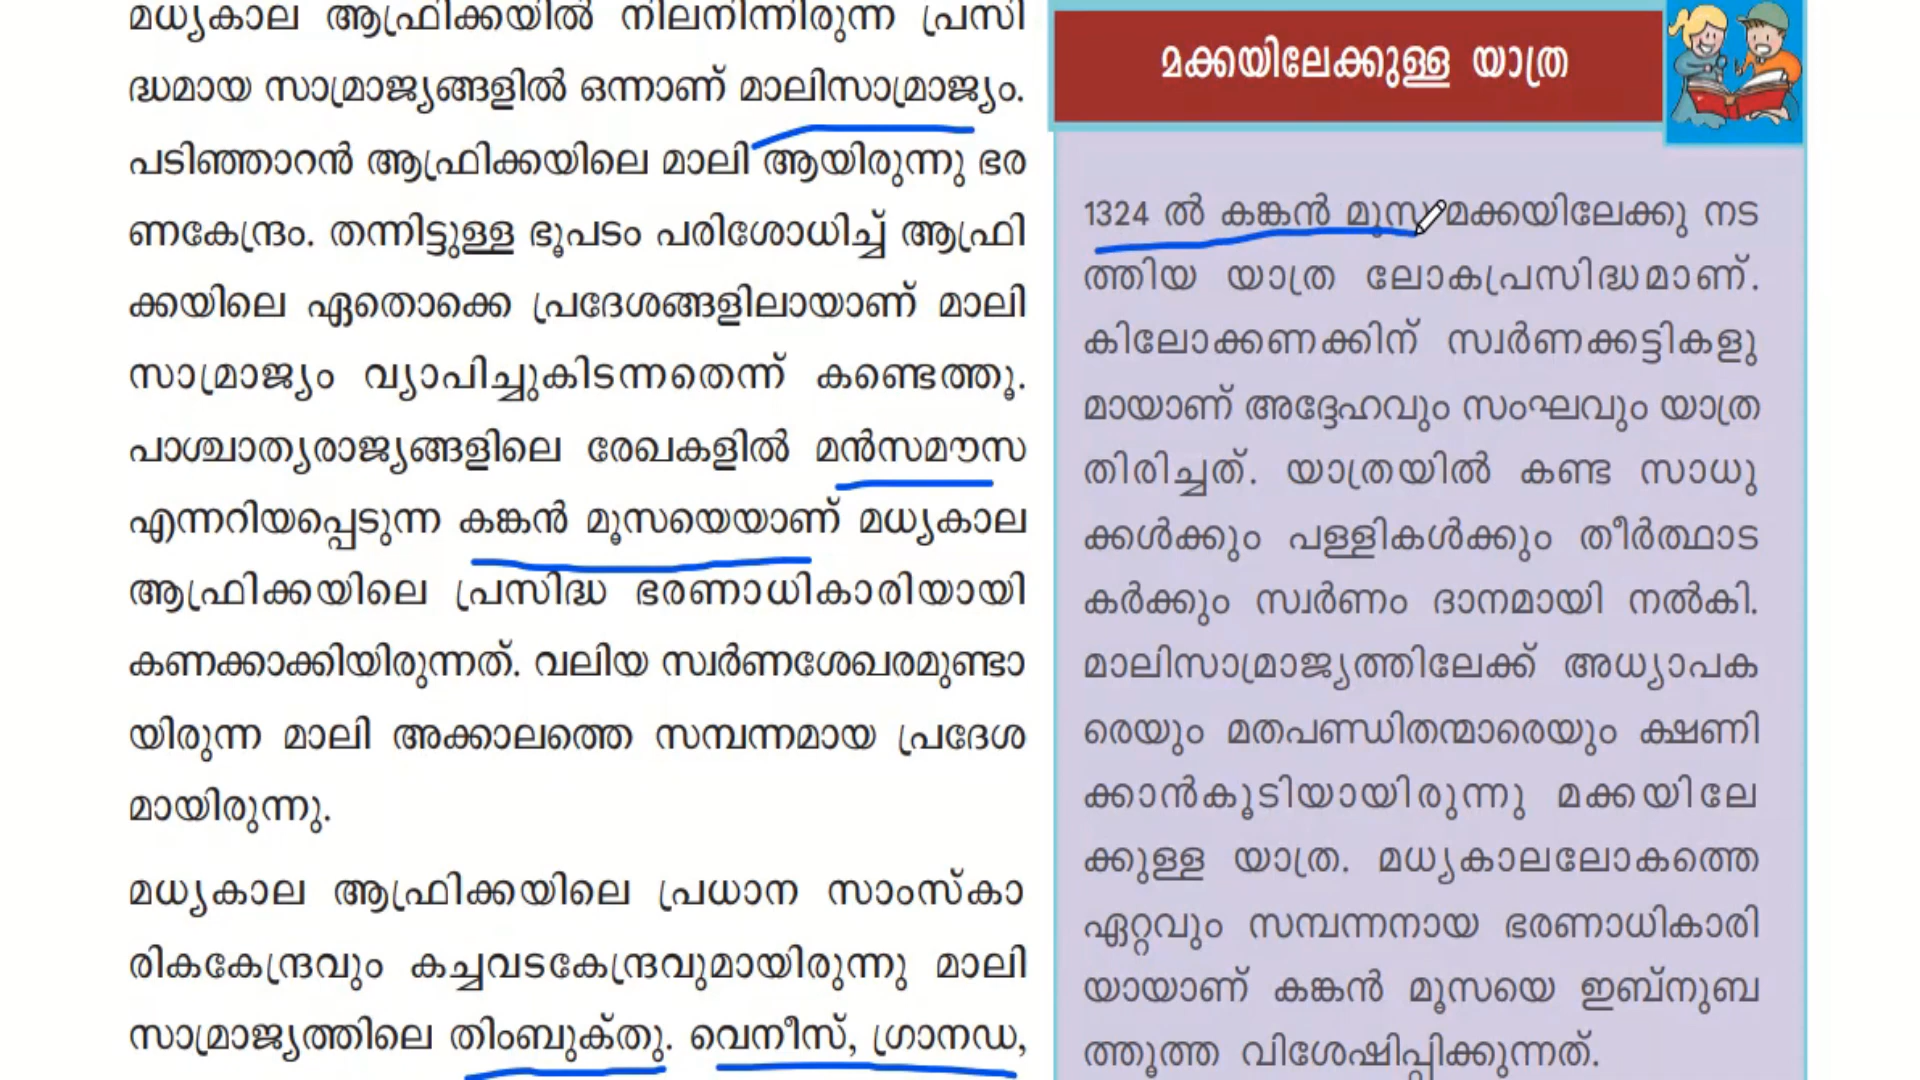 മധ്യകാല ആഫ്രിക്കയിൽ നിലനിന്നിരുന്ന പ്രസി
ദ്ധമായ സാമ്രാജ്യങ്ങളിൽ ഒന്നാണ് മാലിസാമ്രാജ്യം.
പടിഞ്ഞാറൻ ആഫ്രിക്കയിലെ മാലി ആയിരുന്നു ഭര
ണകേന്ദ്രം. തന്നിട്ടുള്ള ഭൂപടം പരിശോധിച്ച് ആഫ്രി
ക്കയിലെ ഏതൊക്കെ പ്രദേശങ്ങളിലായാണ് മാലി
സാമ്രാജ്യം വ്യാപിച്ചുകിടന്നതെന്ന് കണ്ടെത്തൂ.
പാശ്ചാത്യരാജ്യങ്ങളിലെ രേഖകളിൽ മൻസമൗസ
എന്നറിയപ്പെടുന്ന കങ്കൻ മൂസയെയാണ് മധ്യകാല
ആഫ്രിക്കയിലെ പ്രസിദ്ധ ഭരണാധികാരിയായി
കണക്കാക്കിയിരുന്നത്. വലിയ സ്വർണശേഖരമുണ്ടാ
യിരുന്ന മാലി അക്കാലത്തെ സമ്പന്നമായ പ്രദേശ
മായിരുന്നു.
മധ്യകാല ആഫ്രിക്കയിലെ പ്രധാന സാംസ്കാ
രികകേന്ദ്രവും കച്ചവടകേന്ദ്രവുമായിരുന്നു മാലി
സാമ്രാജ്യത്തിലെ തിംബുക്തു. വെനീസ്, ഗ്രാനഡ,
മക്കയിലേക്കുള്ള യാത്ര
1324 ൽ കങ്കൻ മൂസ മക്കയിലേക്കു നട
ത്തിയ യാത്ര ലോകപ്രസിദ്ധമാണ്.
കിലോക്കണക്കിന് സ്വർണക്കട്ടികളു
മായാണ് അദ്ദേഹവും സംഘവും യാത്ര
തിരിച്ചത്. യാത്രയിൽ കണ്ട സാധു
ക്കൾക്കും പള്ളികൾക്കും തീർത്ഥാട
കർക്കും സ്വർണം ദാനമായി നൽകി.
മാലിസാമ്രാജ്യത്തിലേക്ക് അധ്യാപക
രെയും മതപണ്ഡിതന്മാരെയും ക്ഷണി
ക്കാൻകൂടിയായിരുന്നു മക്കയിലേ
ക്കുള്ള യാത്ര. മധ്യകാലലോകത്തെ
ഏറ്റവും സമ്പന്നനായ ഭരണാധികാരി
യായാണ് കങ്കൻ മൂസയെ ഇബ്നുബ
ത്തൂത്ത വിശേഷിപ്പിക്കുന്നത്.